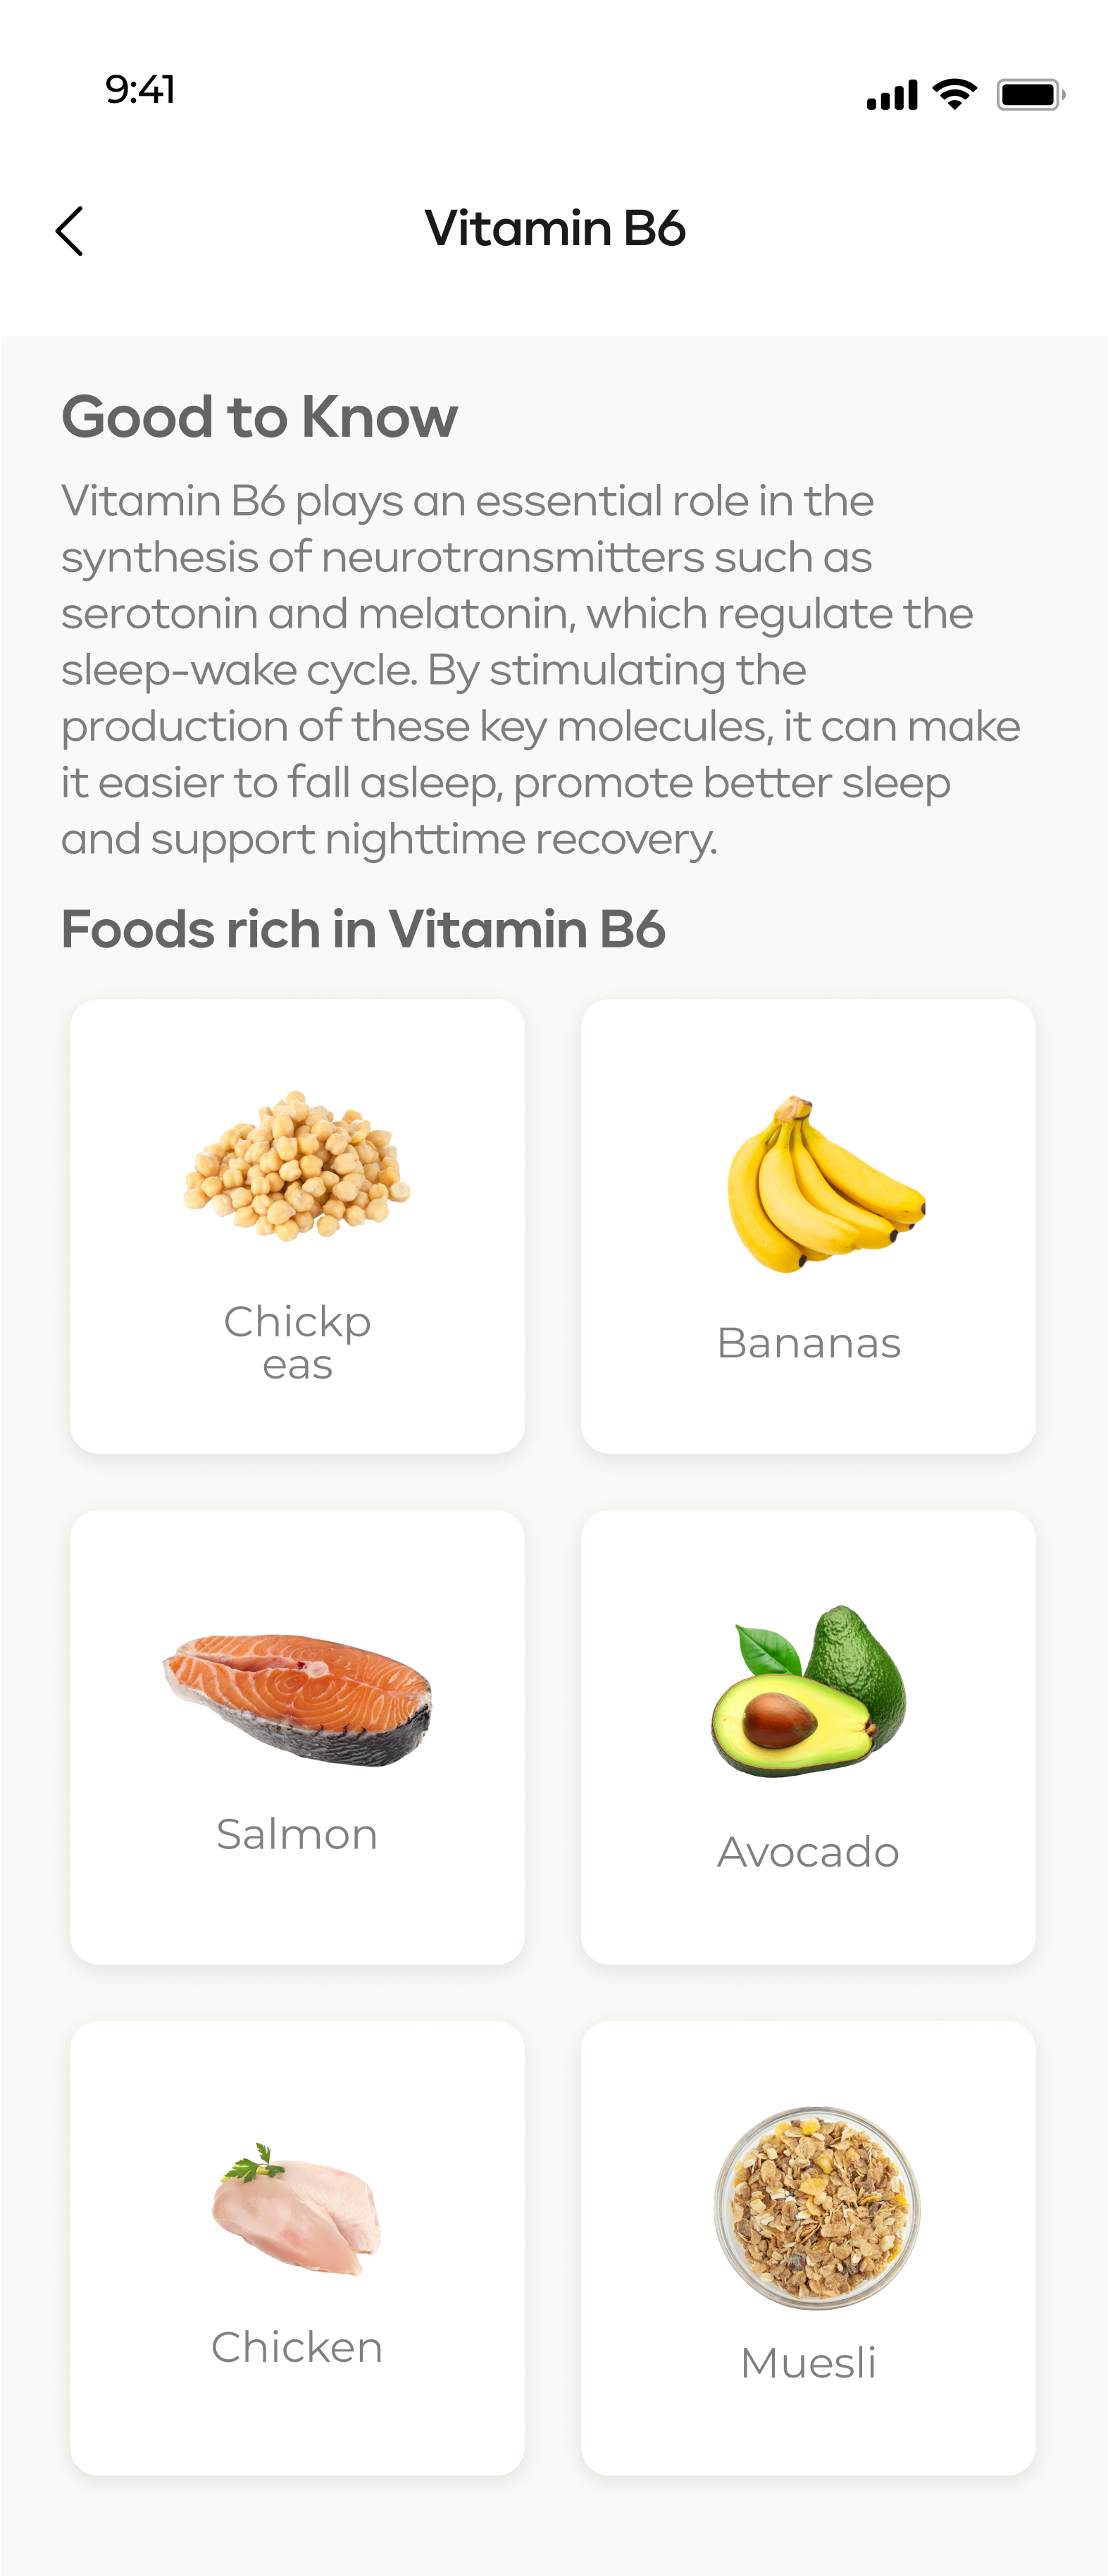 9:41
Vitamin B6
Good to Know
Vitamin B6 plays an essential role in the
synthesis of neurotransmitters such as
serotonin and melatonin, which regulate the
sleep-wake cycle. By stimulating the
production of these key molecules, it can make
it easier to fall asleep, promote better sleep
and support nighttime recovery.
Foods rich in Vitamin B6
Chickp
eas
Bananas
Salmon
Avocado
Chicken
Muesli